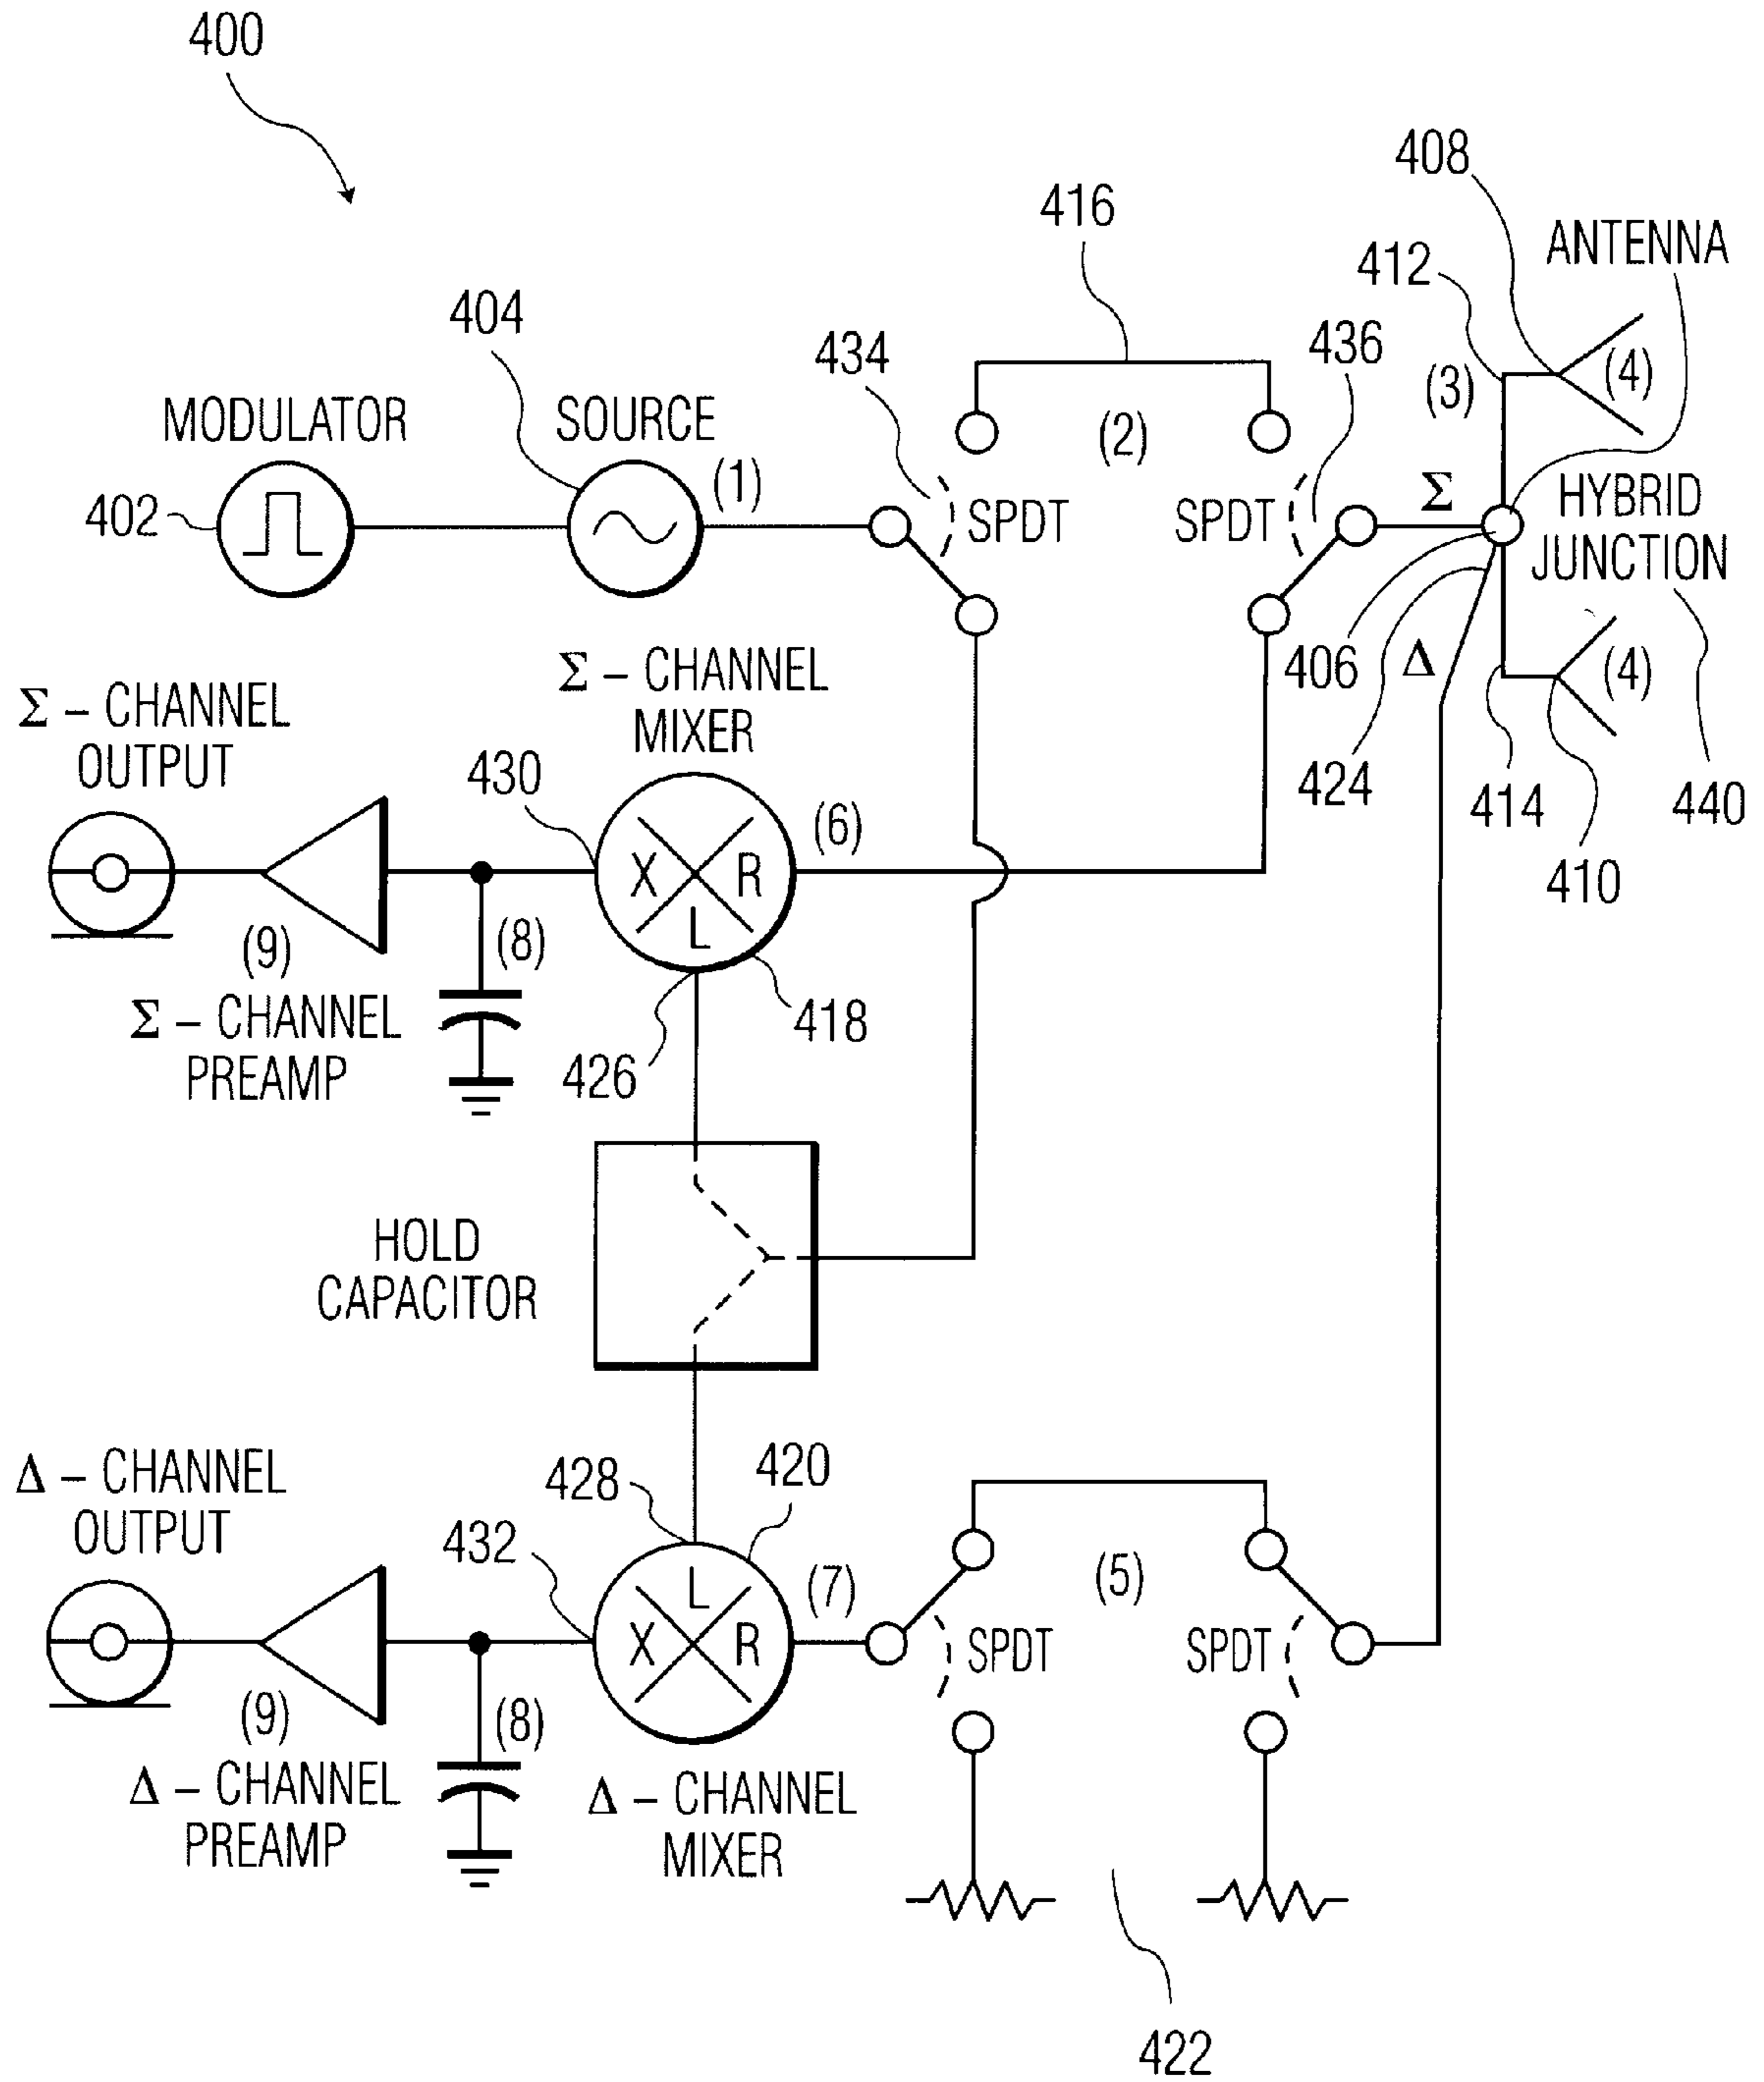 400
408
416
ANTENNA
412
404
434
436
(3)
(4)
MODULATOR
SOURCE
(2)
(1)
402
SPDT
SPDT
Σ
HYBRID
JUNCTION
406
Δ
(4)
Σ – CHANNEL
MIXER
Σ – CHANNEL
OUTPUT
430
424
414
440
(6)
410
X
R
L
(9)
(8)
Σ – CHANNEL
PREAMP
418
426
HOLD
CAPACITOR
Δ – CHANNEL
OUTPUT
428
420
432
(7)
(5)
L
X
R
SPDT
SPDT
(9)
(8)
Δ – CHANNEL
PREAMP
Δ – CHANNEL
MIXER
422